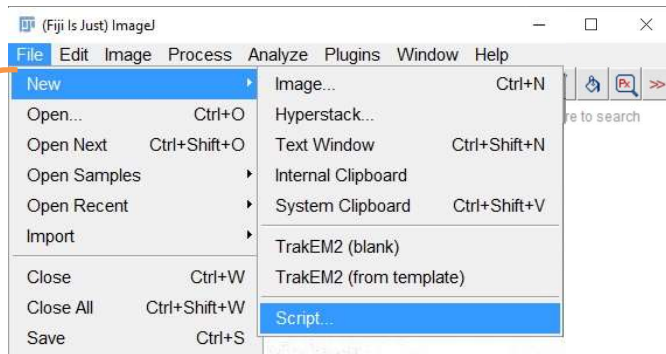 (Fiji Is Just) ImageJ
File Edit Image Process Analyze Plugins Window Help
New
Open... Ctrl+O
Open Next Ctrl+Shift+O
Open Samples
Open Recent
Import
Close Ctrl+W
Close All Ctrl+Shift+W
Save Ctrl+S
Image... Ctrl+N
Hyperstack...
Text Window Ctrl+Shift+N
Internal Clipboard
System Clipboard Ctrl+Shift+V
TrakEM2 (blank)
TrakEM2 (from template)
Script...
>>
re to search